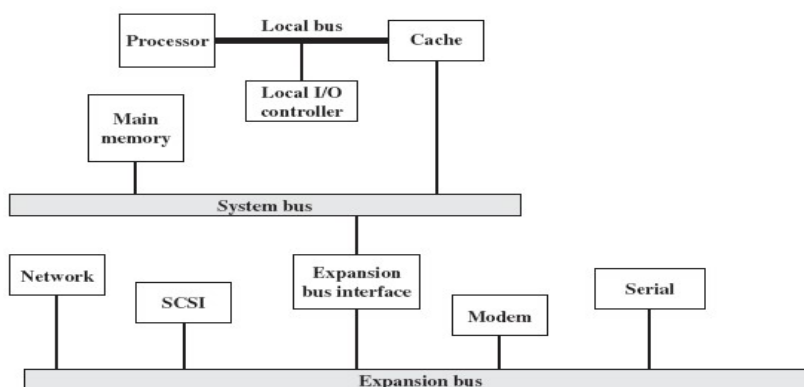 Local bus
Processor
Cache
Local I/O
controller
Main
memory
System bus
Network
Expansion
bus interface
SCSI
Serial
Modem
Expansion bus